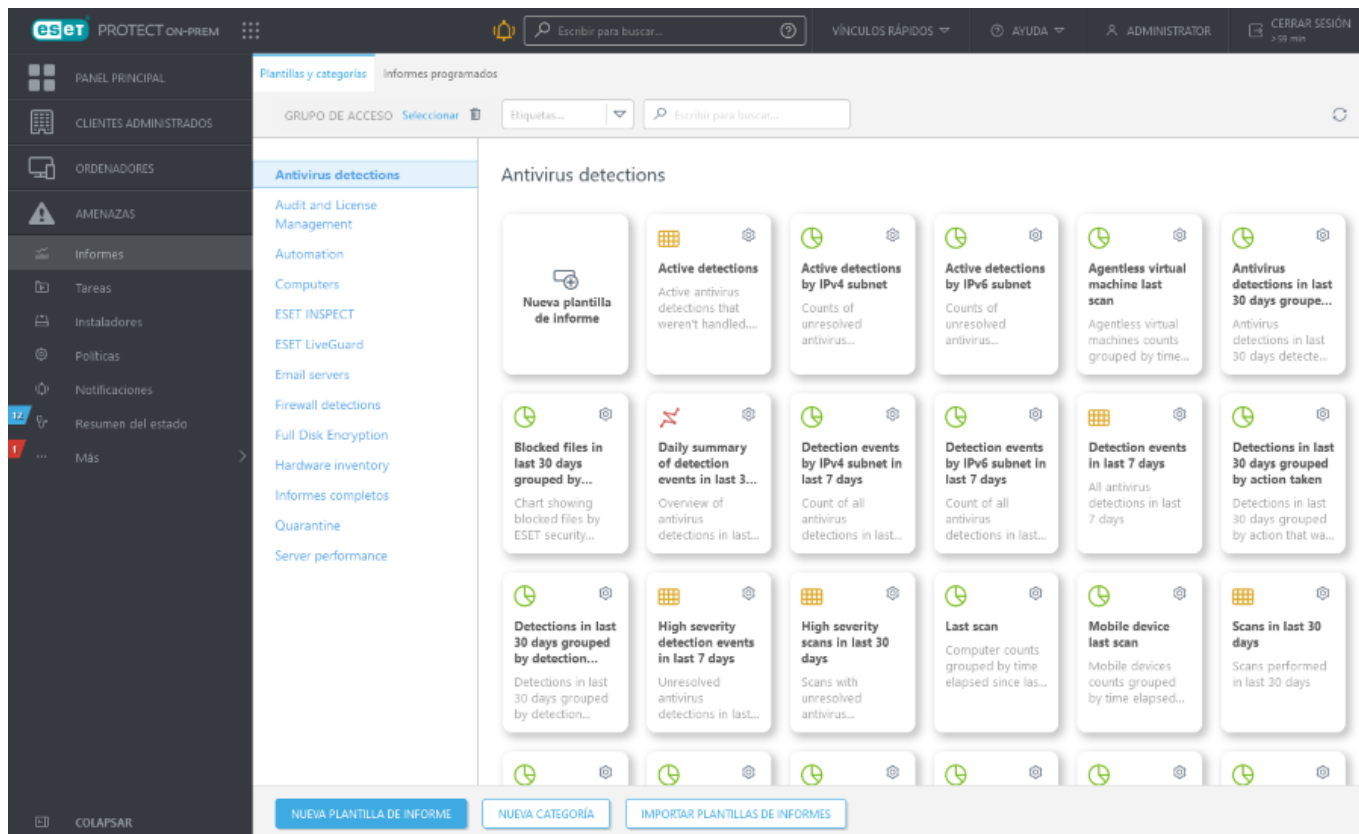 eset PROTECT ON-PREM
Escribir para buscar...
VÍNCULOS RÁPIDOS
AYUDA
ADMINISTRATOR
CERRAR SESIÓN
> 59 min
PANEL PRINCIPAL
CLIENTES ADMINISTRADOS
ORDENADORES
AMENAZAS
Informes
Tareas
Instaladores
Políticas
Notificaciones
12
Resumen del estado
1
Más
COLAPSAR
Plantillas y categorías
Informes programados
GRUPO DE ACCESO Seleccionar
Etiquetas...
Escribir para buscar...
Antivirus detections
Audit and License
Management
Automation
Computers
ESET INSPECT
ESET LiveGuard
Email servers
Firewall detections
Full Disk Encryption
Hardware inventory
Informes completos
Quarantine
Server performance
Antivirus detections
Nueva plantilla
de informe
Active detections
Active antivirus
detections that
weren't handled....
Active detections
by IPv4 subnet
Counts of
unresolved
antivirus...
Active detections
by IPv6 subnet
Counts of
unresolved
antivirus...
Agentless virtual
machine last
scan
Agentless virtual
machines counts
grouped by time...
Antivirus
detections in last
30 days groupe...
Antivirus
detections in last
30 days detecte...
Blocked files in
last 30 days
grouped by...
Chart showing
blocked files by
ESET security...
Daily summary
of detection
events in last 3...
Overview of
antivirus
detections in last...
Detection events
by IPv4 subnet in
last 7 days
Count of all
antivirus
detections in last...
Detection events
by IPv6 subnet in
last 7 days
Count of all
antivirus
detections in last...
Detection events
in last 7 days
All antivirus
detections in last
7 days
Detections in last
30 days grouped
by action taken
Detections in last
30 days grouped
by action that wa...
Detections in last
30 days grouped
by detection...
Detections in last
30 days grouped
by detection...
High severity
detection events
in last 7 days
Unresolved
antivirus
detections in last...
High severity
scans in last 30
days
Scans with
unresolved
antivirus...
Last scan
Computer counts
grouped by time
elapsed since las...
Mobile device
last scan
Mobile devices
counts grouped
by time elapsed...
Scans in last 30
days
Scans performed
in last 30 days
NUEVA PLANTILLA DE INFORME
NUEVA CATEGORÍA
IMPORTAR PLANTILLAS DE INFORMES